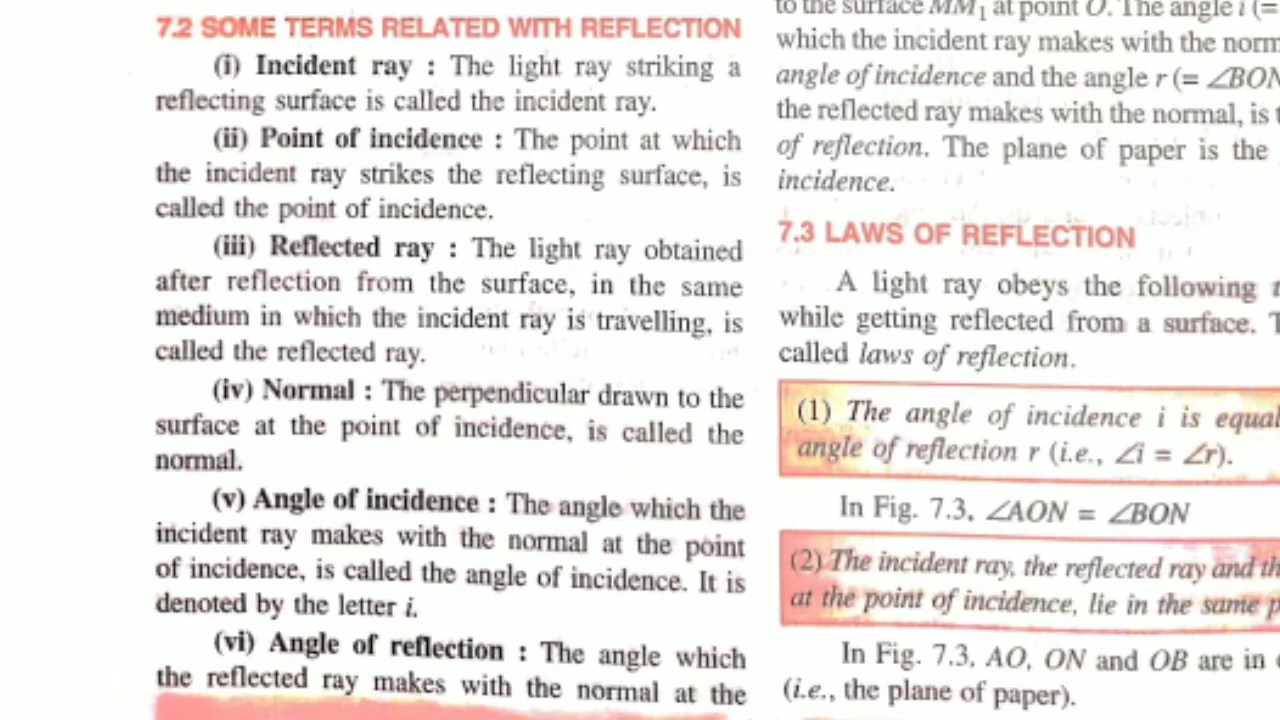 7.2 SOME TERMS RELATED WITH REFLECTION
(i) Incident ray : The light ray striking a
reflecting surface is called the incident ray.
(ii) Point of incidence : The point at which
the incident ray strikes the reflecting surface, is
called the point of incidence.
(iii) Reflected ray : The light ray obtained
after reflection from the surface, in the same
medium in which the incident ray is travelling, is
called the reflected ray.
(iv) Normal : The perpendicular drawn to the
surface at the point of incidence, is called the
normal.
(v) Angle of incidence : The angle which the
incident ray makes with the normal at the point
of incidence, is called the angle of incidence. It is
denoted by the letter i.
(vi) Angle of reflection : The angle which
the reflected ray makes with the normal at the
to the surface MM₁ at point O. The angle i (=
which the incident ray makes with the
angle of incidence and the angle r (=
the reflected ray makes with the normal, is
of reflection. The plane of paper is the
incidence.
7.3 LAWS OF REFLECTION
A light ray obeys the following
while getting reflected from a surface.
called laws of reflection.
(1) The angle of incidence i is
angle of reflection r (i.e., ∠i = ∠r).
In Fig. 7.3, ∠AON = ∠BON
(2) The incident ray, the reflected ray and
at the point of incidence, lie in the same
In Fig. 7.3, AO, ON and OB are in
(i.e., the plane of paper).